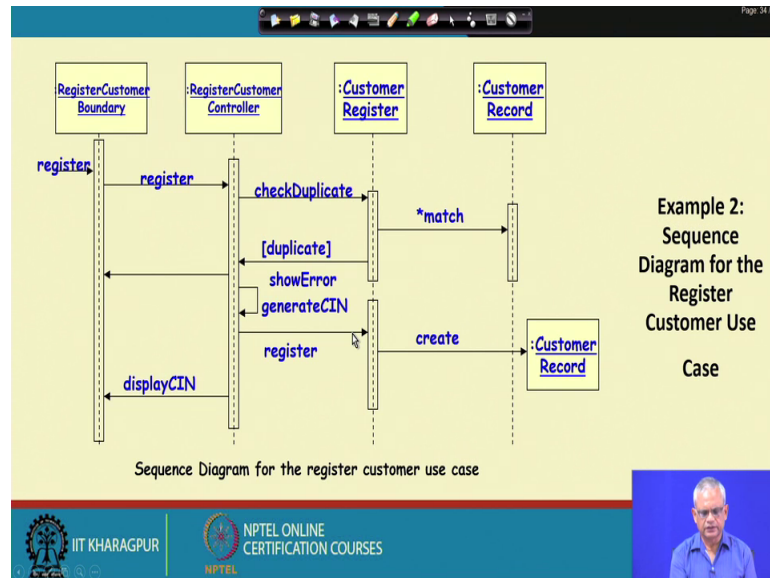 Page: 34
:RegisterCustomer
Boundary
:RegisterCustomer
Controller
:Customer
Register
:Customer
Record
register
register
checkDuplicate
*match
[duplicate]
showError
generateCIN
register
create
:Customer
Record
displayCIN
Sequence Diagram for the register customer use case
Example 2:
Sequence
Diagram for the
Register
Customer Use
Case
IIT KHARAGPUR
NPTEL
NPTEL ONLINE
CERTIFICATION COURSES